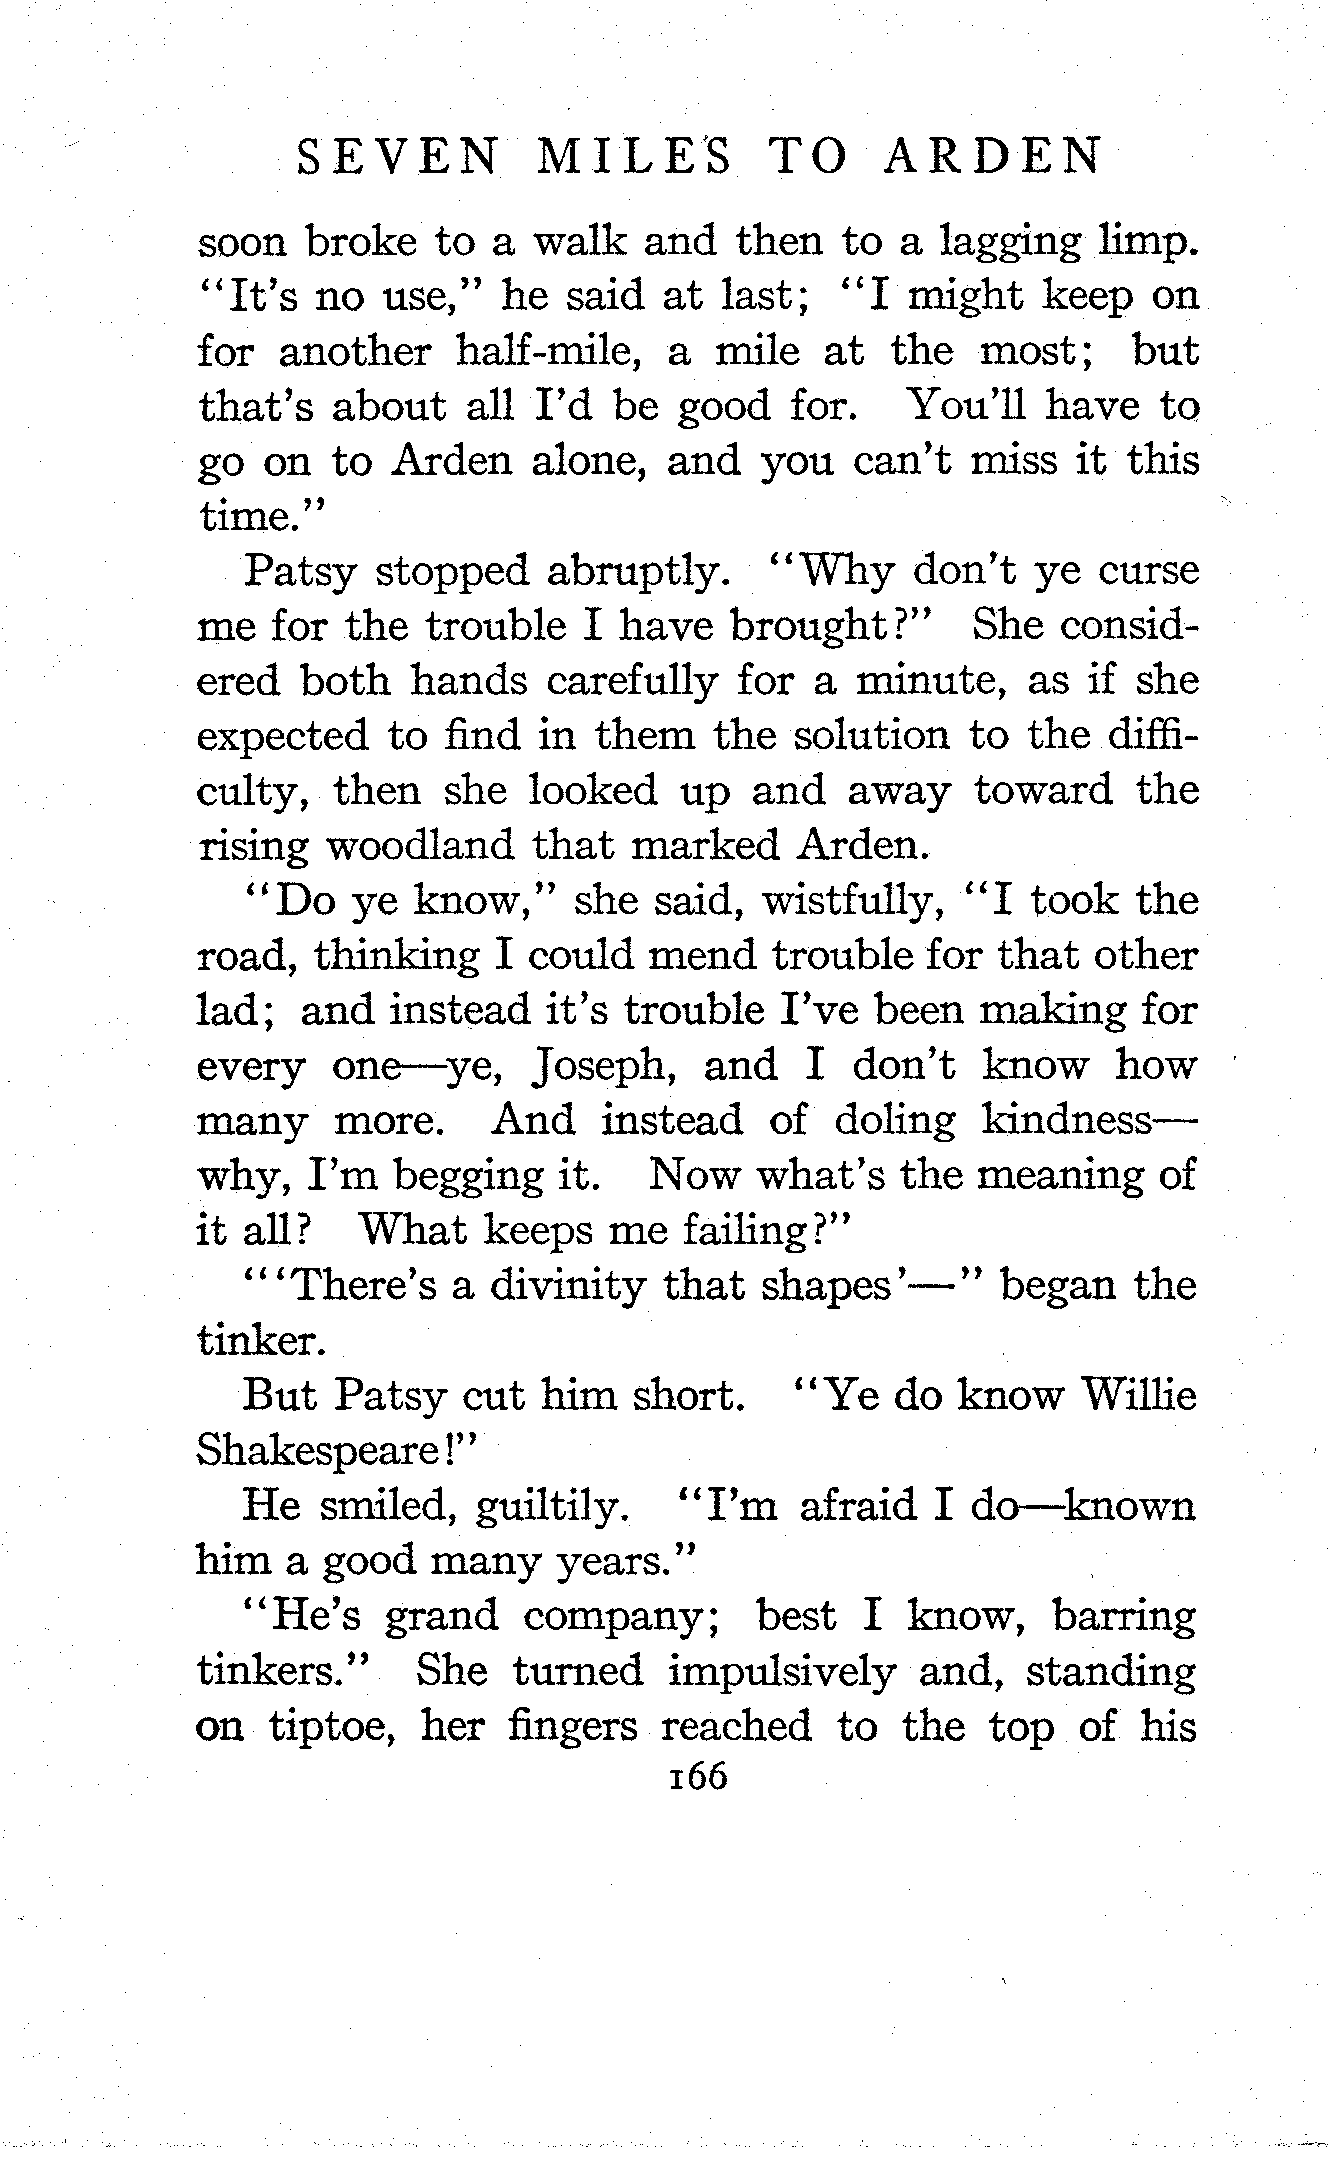 SEVEN MILES TO ARDEN
soon broke to a walk and then to a lagging limp.
"It's no use," he said at last; "I might keep on
for another half-mile, a mile at the most; but
that's about all I'd be good for. You'll have to
go on to Arden alone, and you can't miss it this
time."
Patsy stopped abruptly. "Why don't ye curse
me for the trouble I have brought?" She consid-
ered both hands carefully for a minute, as if she
expected to find in them the solution to the diffi-
culty, then she looked up and away toward the
rising woodland that marked Arden.
"Do ye know," she said, wistfully, "I took the
road, thinking I could mend trouble for that other
lad; and instead it's trouble I've been making for
every one—ye, Joseph, and I don't know how
many more. And instead of doling kindness—
why, I'm begging it. Now what's the meaning of
it all? What keeps me failing?"
"'There's a divinity that shapes'—" began the
tinker.
But Patsy cut him short. "Ye do know Willie
Shakespeare!"
He smiled, guiltily. "I'm afraid I do—known
him a good many years."
"He's grand company; best I know, barring
tinkers." She turned impulsively and, standing
on tiptoe, her fingers reached to the top of his
166